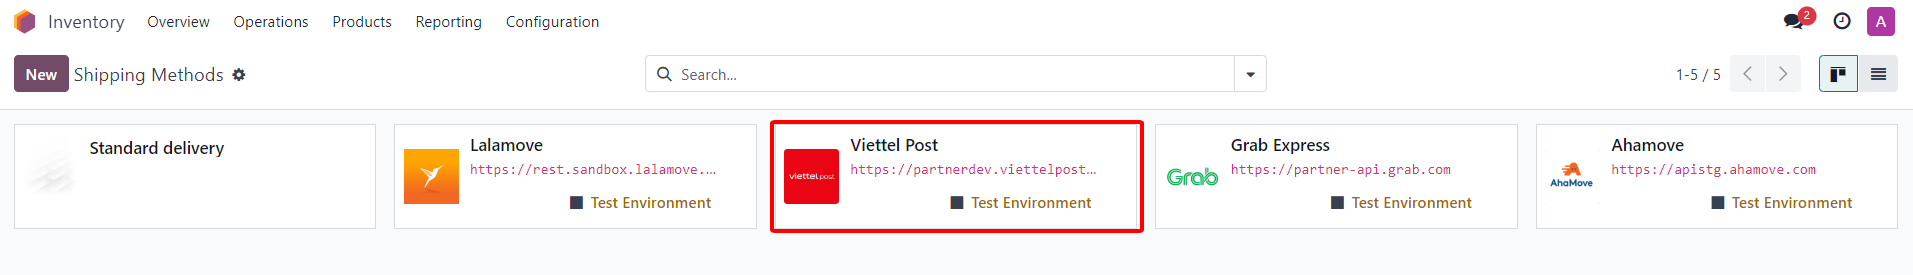 Inventory Overview Operations Products Reporting Configuration 2 A
New Shipping Methods Search... 1-5 / 5
Standard delivery
Lalamove
https://rest.sandbox.lalamove....
Test Environment
viettel post
Viettel Post
https://partnerdev.viettelpost...
Test Environment
Grab
Grab Express
https://partner-api.grab.com
Test Environment
AhaMove
Ahamove
https://apistg.ahamove.com
Test Environment